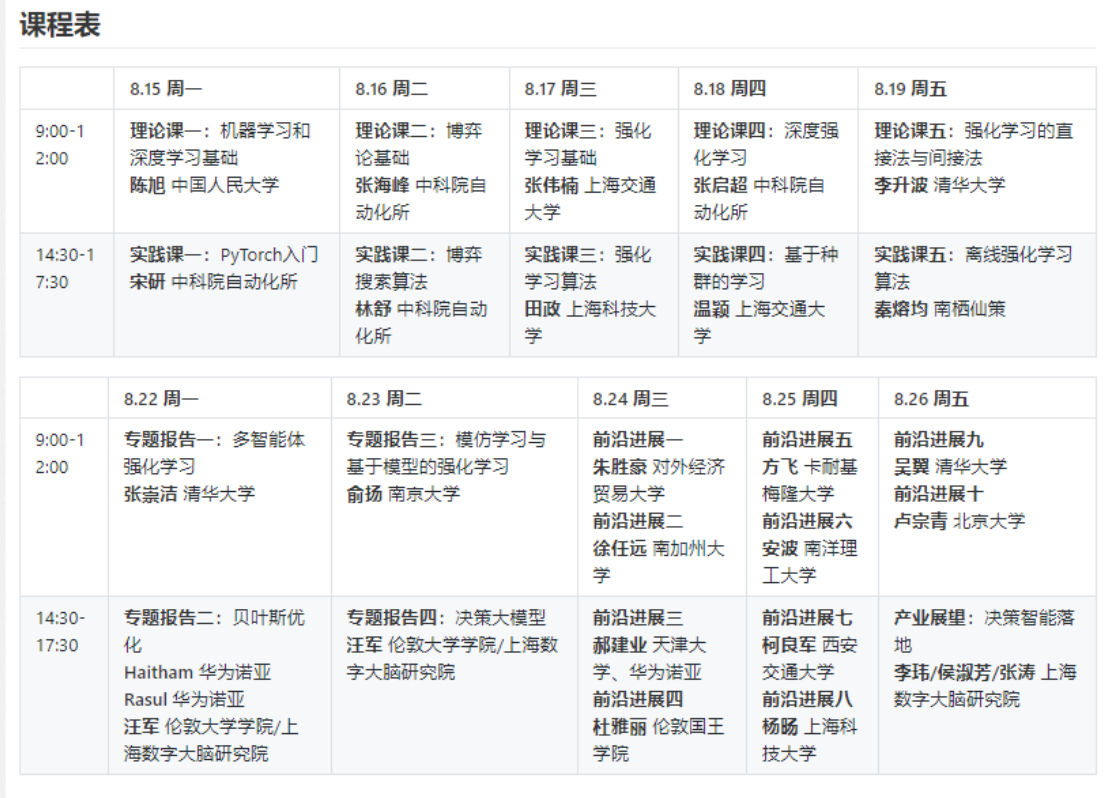 课程表
8.15 周一
8.16 周二
8.17 周三
8.18 周四
8.19 周五
9:00-1
2:00
理论课一：机器学习和
深度学习基础
陈旭 中国人民大学
理论课二：博弈
论基础
张海峰 中科院自
动化所
理论课三：强化
学习基础
张伟楠 上海交通
大学
理论课四：深度强
化学习
张启超 中科院自
动化所
理论课五：强化学习的直
接法与间接法
李升波 清华大学
14:30-1
7:30
实践课一：PyTorch入门
宋研 中科院自动化所
实践课二：博弈
搜索算法
林舒 中科院自动
化所
实践课三：强化
学习算法
田政 上海科技大
学
实践课四：基于种
群的学习
温颖 上海交通大
学
实践课五：离线强化学习
算法
秦熔均 南栖仙策
8.22 周一
8.23 周二
8.24 周三
8.25 周四
8.26 周五
9:00-1
2:00
专题报告一：多智能体
强化学习
张崇洁 清华大学
专题报告三：模仿学习与
基于模型的强化学习
俞扬 南京大学
前沿进展一
朱胜豪 对外经济
贸易大学
前沿进展二
徐任远 南加州大
学
前沿进展五
方飞 卡耐基
梅隆大学
前沿进展六
安波 南洋理
工大学
前沿进展九
吴翼 清华大学
前沿进展十
卢宗青 北京大学
14:30-
17:30
专题报告二：贝叶斯优
化
Haitham 华为诺亚
Rasul 华为诺亚
汪军 伦敦大学学院/上
海数字大脑研究院
专题报告四：决策大模型
汪军 伦敦大学学院/上海数
字大脑研究院
前沿进展三
郝建业 天津大
学、华为诺亚
前沿进展四
杜雅丽 伦敦国王
学院
前沿进展七
柯良军 西安
交通大学
前沿进展八
杨旸 上海科
技大学
产业展望：决策智能落
地
李玮/侯淑芳/张涛 上海
数字大脑研究院